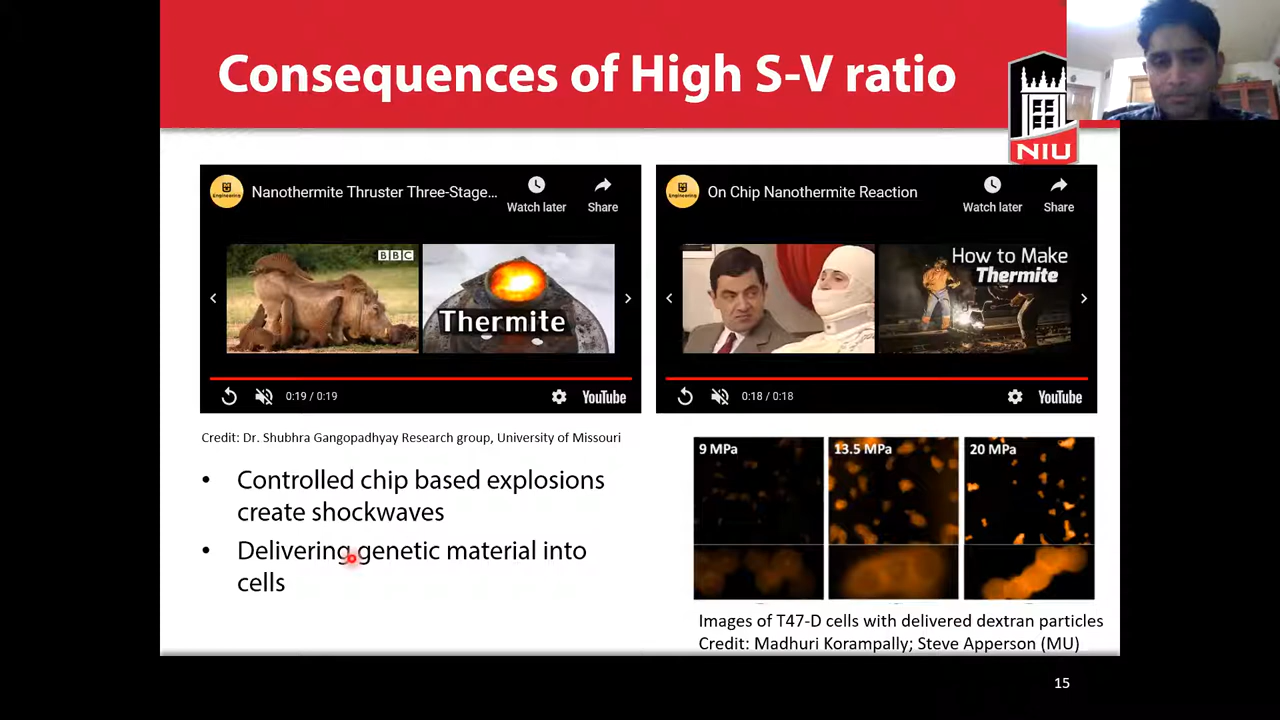 Consequences of High S-V ratio
NIU
Nanothermite Thruster Three-Stage...
Watch later
Share
BBC
Thermite
0:19 / 0:19
YouTube
On Chip Nanothermite Reaction
Watch later
Share
How to Make
Thermite
0:18 / 0:18
YouTube
Credit: Dr. Shubhra Gangopadhyay Research group, University of Missouri
• Controlled chip based explosions
create shockwaves
• Delivering genetic material into
cells
9 MPa
13.5 MPa
20 MPa
Images of T47-D cells with delivered dextran particles
Credit: Madhuri Korampally; Steve Apperson (MU)
15